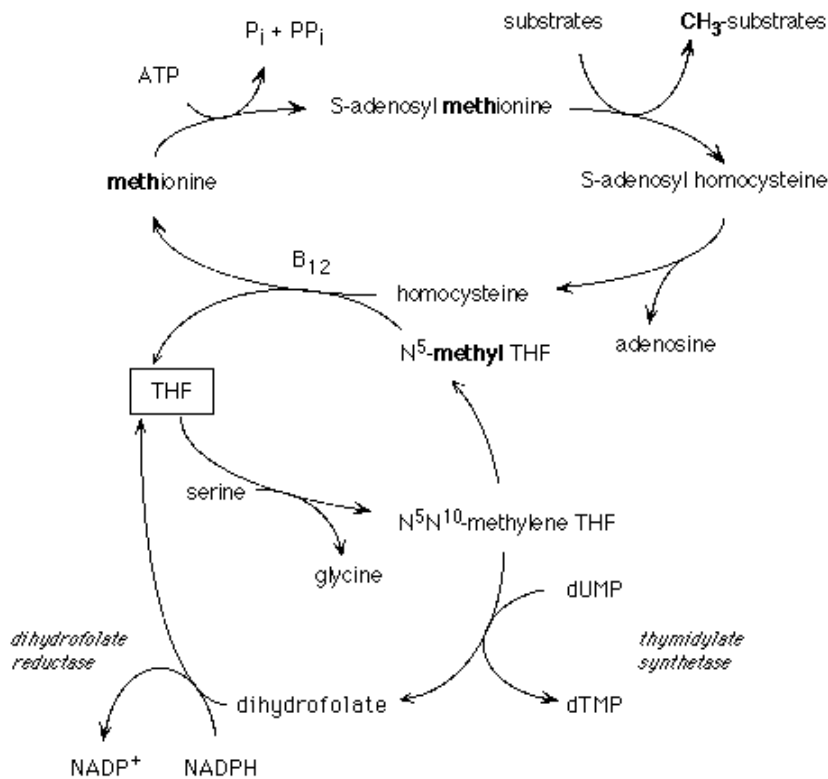 substrates
CH₃-substrates
Pᵢ + PPᵢ
ATP
S-adenosyl methionine
methionine
S-adenosyl homocysteine
B₁₂
homocysteine
adenosine
N⁵-methyl THF
THF
serine
N⁵N¹⁰-methylene THF
glycine
dUMP
dihydrofolate
reductase
thymidylate
synthetase
dihydrofolate
dTMP
NADP⁺
NADPH